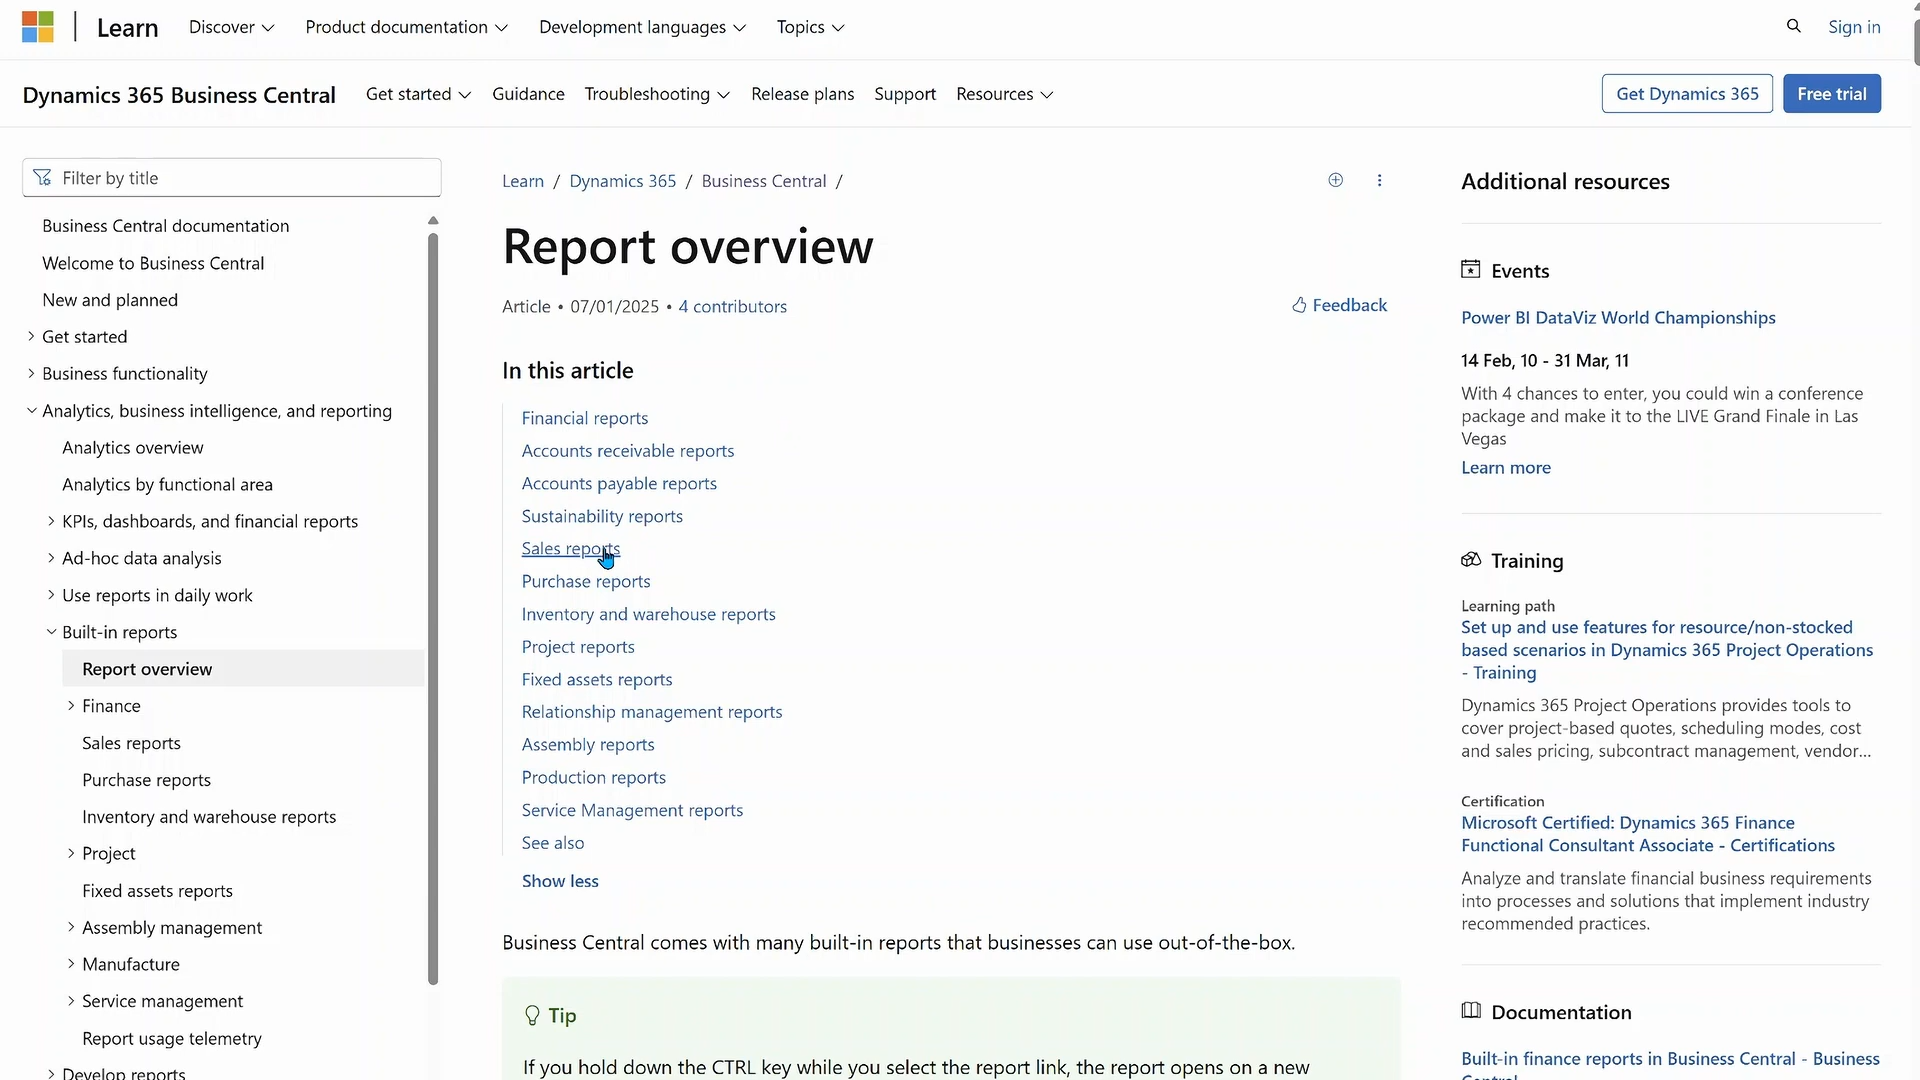 Learn
Discover
Product documentation
Development languages
Topics
Sign in
Dynamics 365 Business Central
Get started
Guidance
Troubleshooting
Release plans
Support
Resources
Get Dynamics 365
Free trial
Filter by title
Business Central documentation
Welcome to Business Central
New and planned
Get started
Business functionality
Analytics, business intelligence, and reporting
Analytics overview
Analytics by functional area
KPIs, dashboards, and financial reports
Ad-hoc data analysis
Use reports in daily work
Built-in reports
Report overview
Finance
Sales reports
Purchase reports
Inventory and warehouse reports
Project
Fixed assets reports
Assembly management
Manufacture
Service management
Report usage telemetry
Develop reports
Learn / Dynamics 365 / Business Central /
Report overview
Article • 07/01/2025 • 4 contributors
Feedback
In this article
Financial reports
Accounts receivable reports
Accounts payable reports
Sustainability reports
Sales reports
Purchase reports
Inventory and warehouse reports
Project reports
Fixed assets reports
Relationship management reports
Assembly reports
Production reports
Service Management reports
See also
Show less
Business Central comes with many built-in reports that businesses can use out-of-the-box.
Tip
If you hold down the CTRL key while you select the report link, the report opens on a new
Additional resources
Events
Power BI DataViz World Championships
14 Feb, 10 - 31 Mar, 11
With 4 chances to enter, you could win a conference
package and make it to the LIVE Grand Finale in Las
Vegas
Learn more
Training
Learning path
Set up and use features for resource/non-stocked
based scenarios in Dynamics 365 Project Operations
- Training
Dynamics 365 Project Operations provides tools to
cover project-based quotes, scheduling modes, cost
and sales pricing, subcontract management, vendor...
Certification
Microsoft Certified: Dynamics 365 Finance
Functional Consultant Associate - Certifications
Analyze and translate financial business requirements
into processes and solutions that implement industry
recommended practices.
Documentation
Built-in finance reports in Business Central - Business